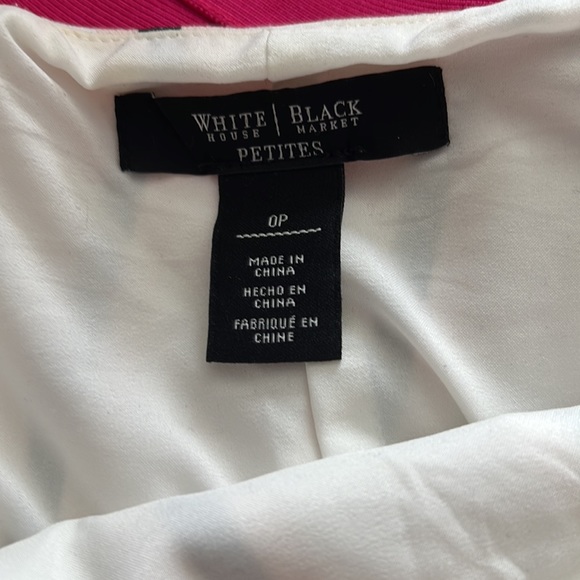 WHITE | BLACK
HOUSE | MARKET
PETITES
0P
MADE IN
CHINA
HECHO EN
CHINA
FABRIQUÉ EN
CHINE